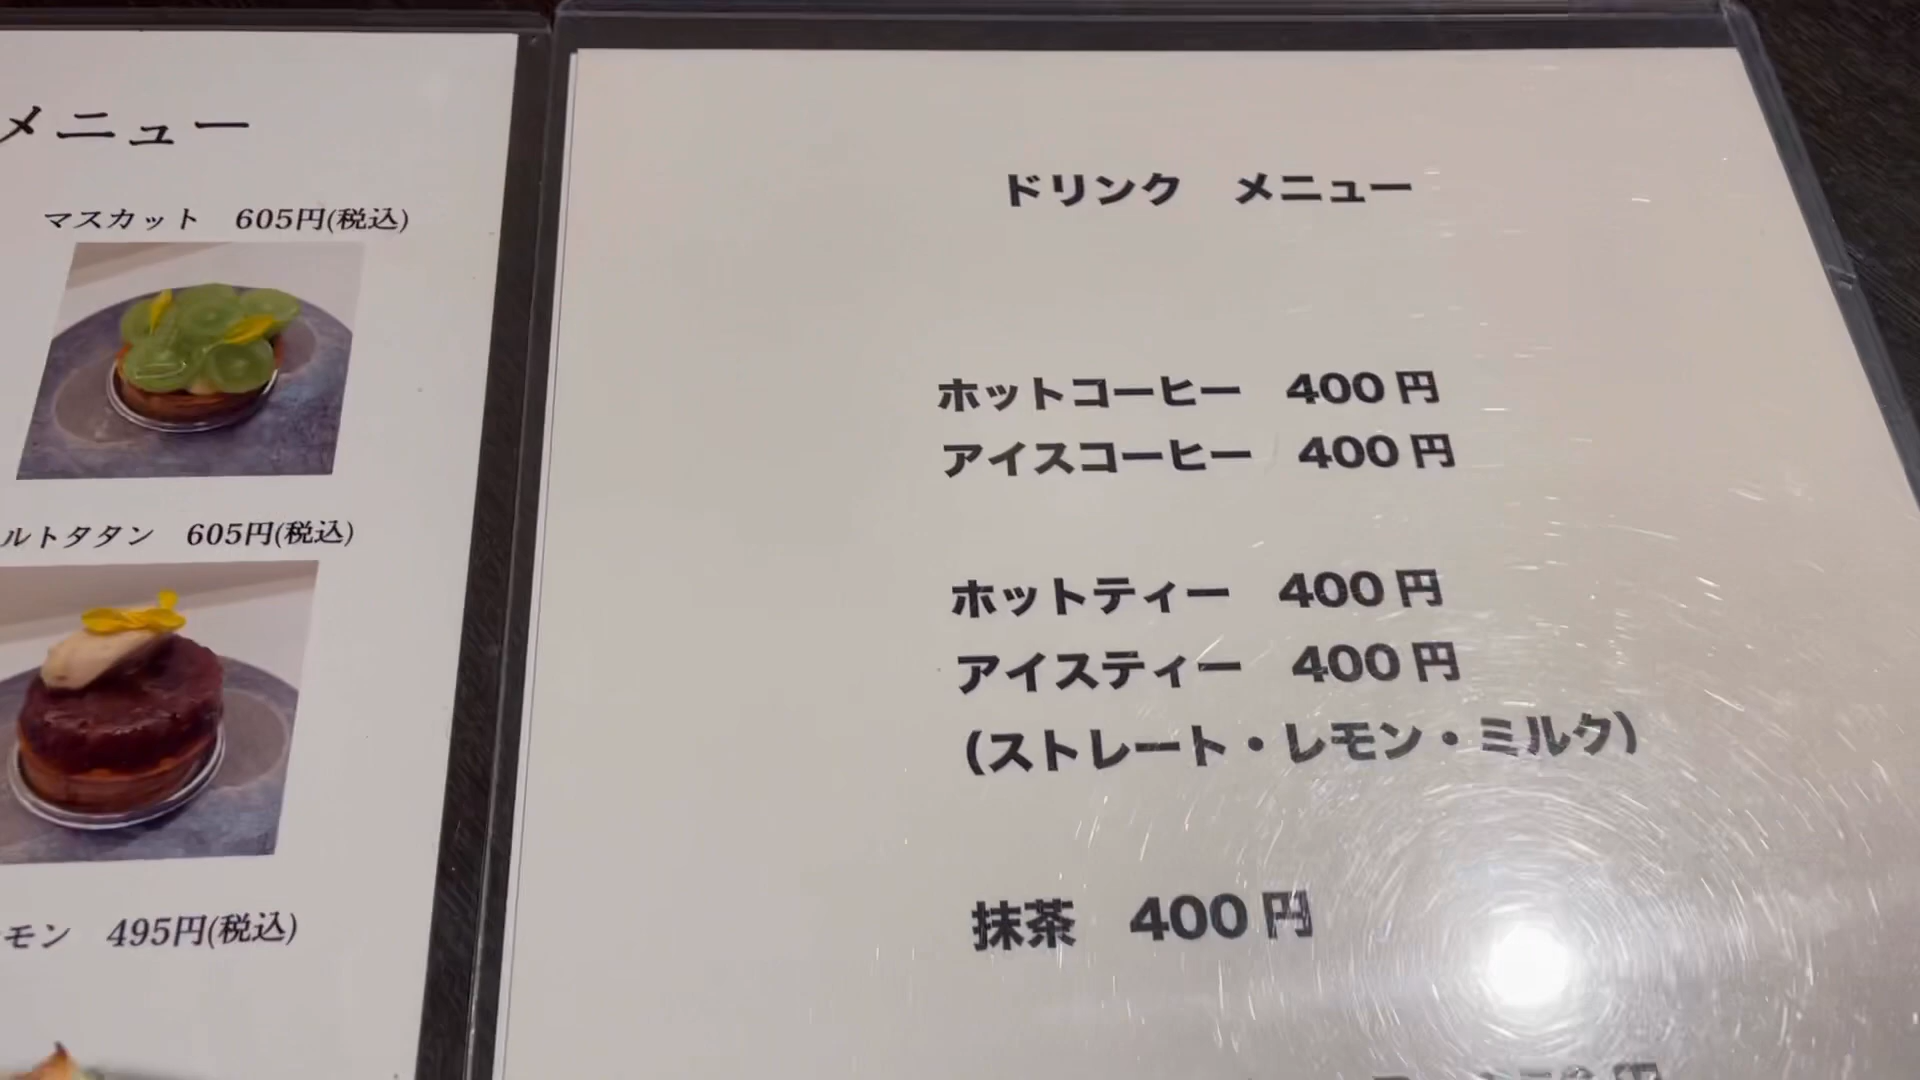 メニュー
マスカット 605円(税込)
ルトタタン 605円(税込)
モン 495円(税込)
ドリンク メニュー
ホットコーヒー 400円
アイスコーヒー 400円
ホットティー 400円
アイスティー 400円
(ストレート・レモン・ミルク)
抹茶 400円